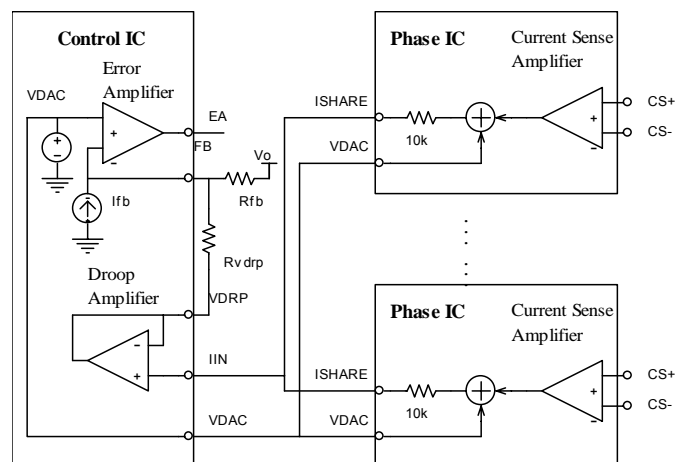 Control IC
Error
Amplifier
VDAC
+
-
+
-
EA
FB
Vo
Rfb
Ifb
Rvdrp
Droop
Amplifier
VDRP
-
+
IIN
VDAC
Phase IC
Current Sense
Amplifier
ISHARE
10k
VDAC
+
-
CS+
CS-
Phase IC
Current Sense
Amplifier
ISHARE
10k
VDAC
+
-
CS+
CS-